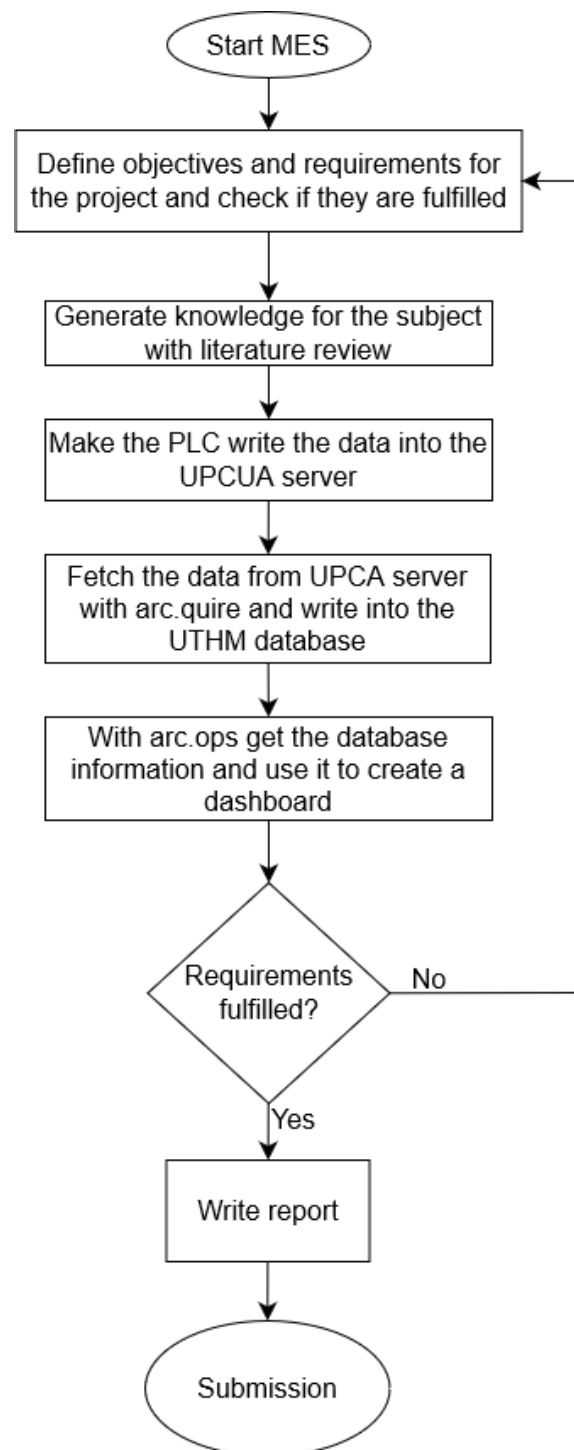 Start MES
Define objectives and requirements for
the project and check if they are fulfilled
Generate knowledge for the subject
with literature review
Make the PLC write the data into the
UPCUA server
Fetch the data from UPCA server
with arc.quire and write into the
UTHM database
With arc.ops get the database
information and use it to create a
dashboard
Requirements
fulfilled?
No
Yes
Write report
Submission